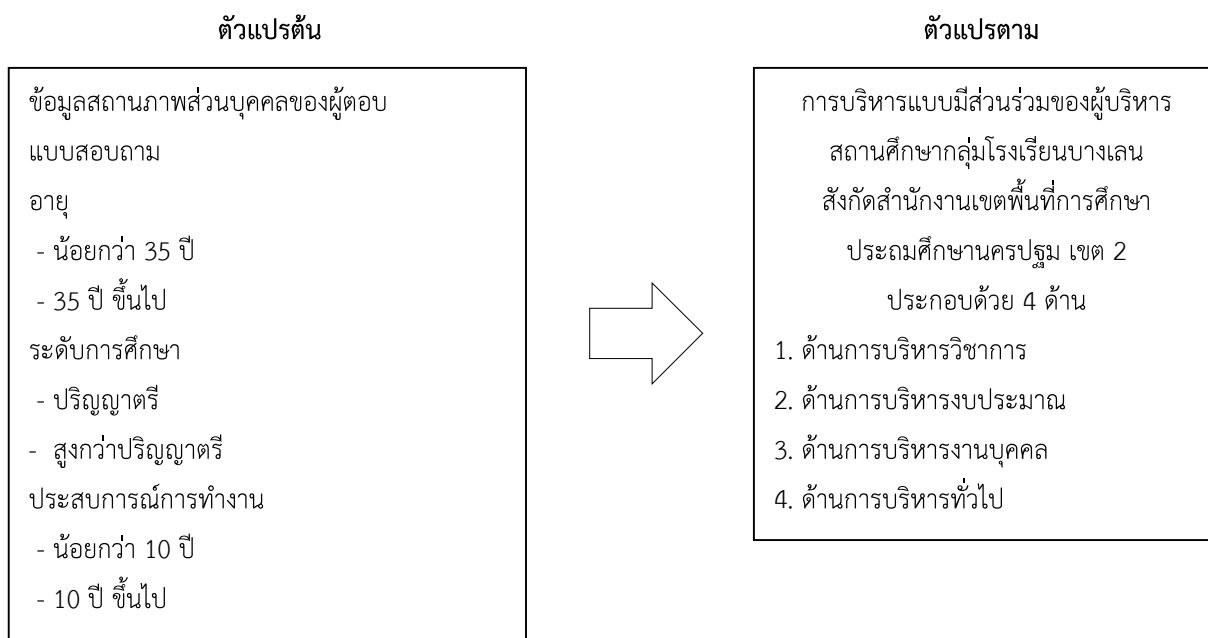 ตัวแปรต้น
ข้อมูลสถานภาพส่วนบุคคลของผู้ตอบ
แบบสอบถาม
อายุ
- น้อยกว่า 35 ปี
- 35 ปี ขึ้นไป
ระดับการศึกษา
- ปริญญาตรี
- สูงกว่าปริญญาตรี
ประสบการณ์การทำงาน
- น้อยกว่า 10 ปี
- 10 ปี ขึ้นไป
ตัวแปรตาม
การบริหารแบบมีส่วนร่วมของผู้บริหาร
สถานศึกษากลุ่มโรงเรียนบางเลน
สังกัดสำนักงานเขตพื้นที่การศึกษา
ประถมศึกษานครปฐม เขต 2
ประกอบด้วย 4 ด้าน
1. ด้านการบริหารวิชาการ
2. ด้านการบริหารงบประมาณ
3. ด้านการบริหารงานบุคคล
4. ด้านการบริหารทั่วไป